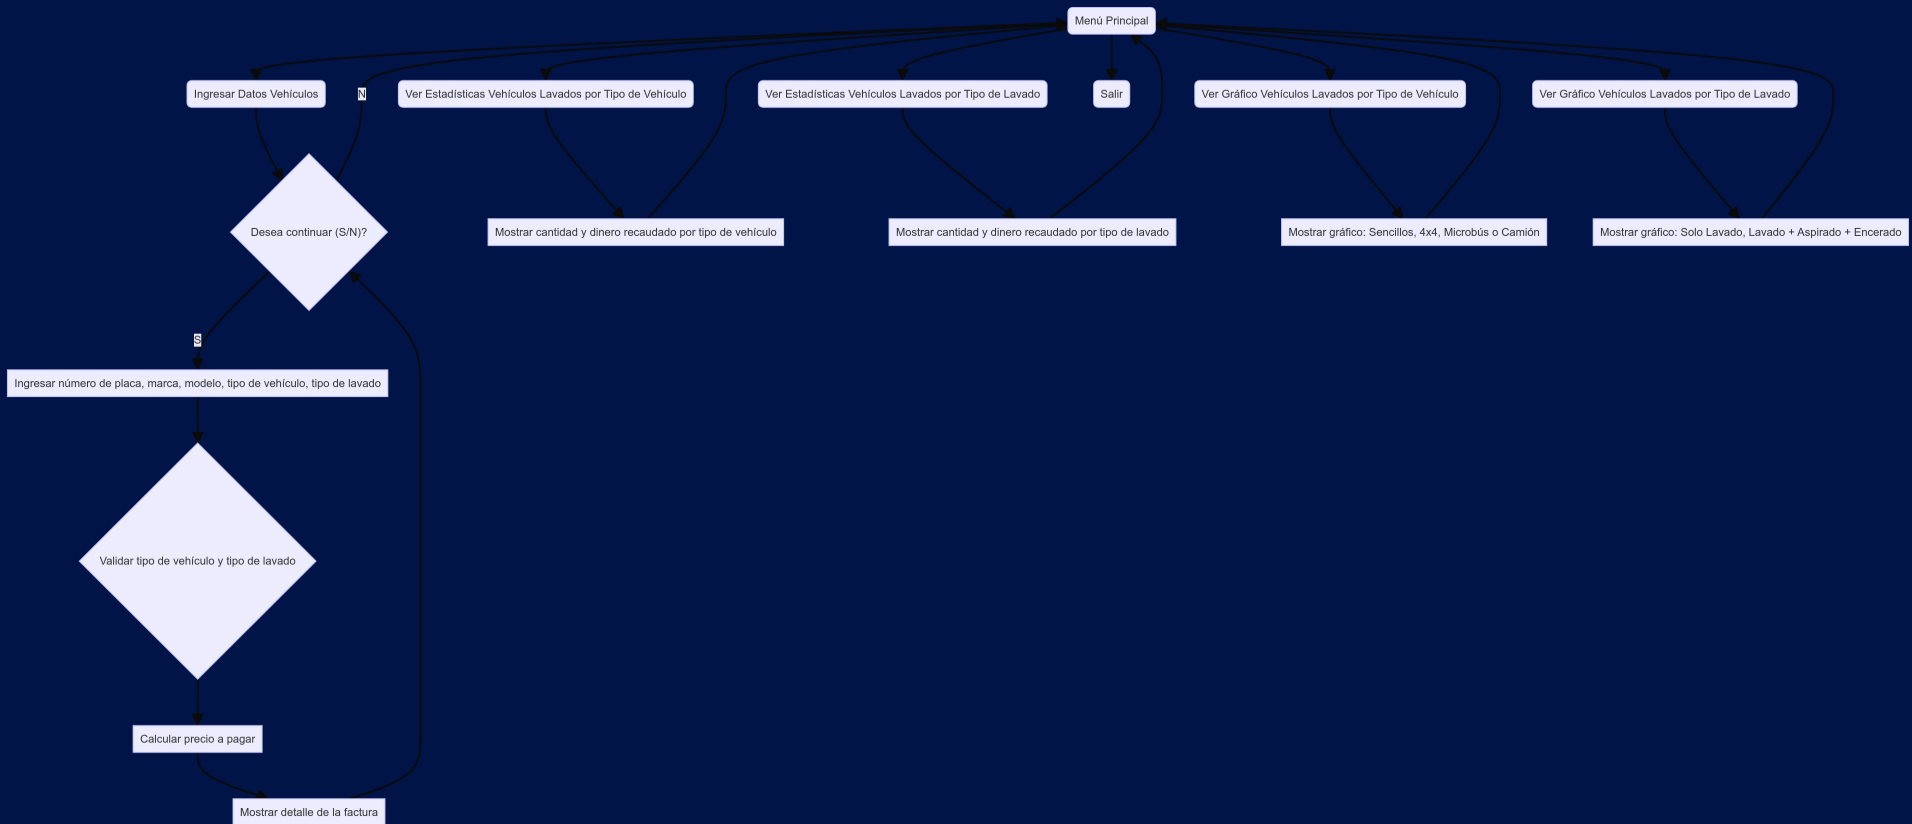 Menú Principal
Ingresar Datos Vehículos
N
Ver Estadísticas Vehículos Lavados por Tipo de Vehículo
Ver Estadísticas Vehículos Lavados por Tipo de Lavado
Salir
Ver Gráfico Vehículos Lavados por Tipo de Vehículo
Ver Gráfico Vehículos Lavados por Tipo de Lavado
Desea continuar (S/N)?
Mostrar cantidad y dinero recaudado por tipo de vehículo
Mostrar cantidad y dinero recaudado por tipo de lavado
Mostrar gráfico: Sencillos, 4x4, Microbús o Camión
Mostrar gráfico: Solo Lavado, Lavado + Aspirado + Encerado
S
Ingresar número de placa, marca, modelo, tipo de vehículo, tipo de lavado
Validar tipo de vehículo y tipo de lavado
Calcular precio a pagar
Mostrar detalle de la factura